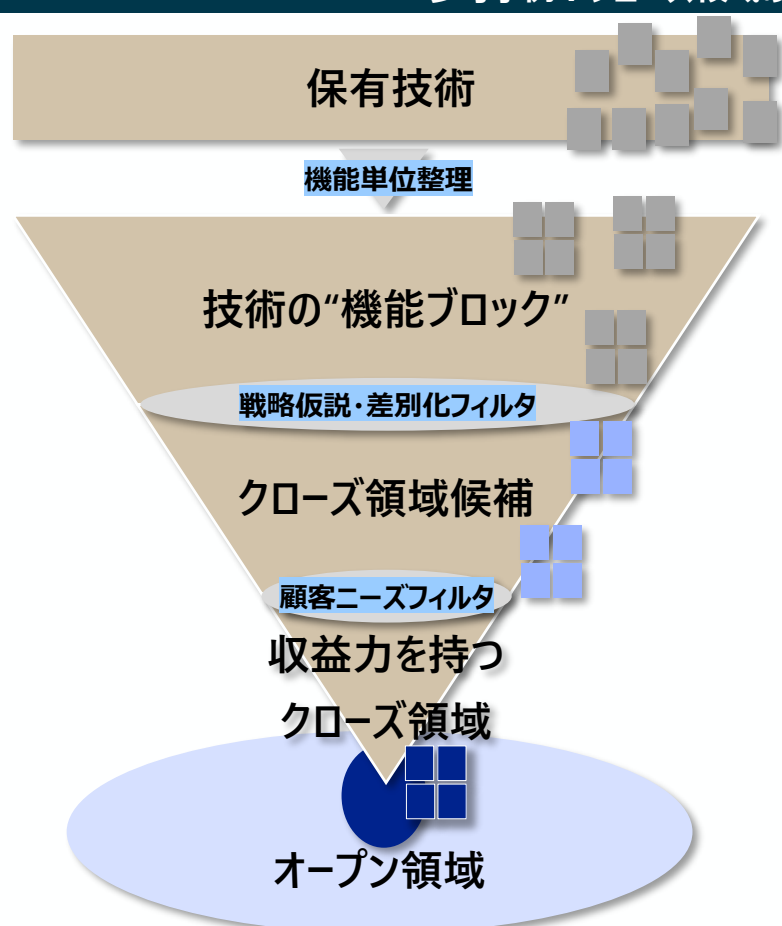 保有技術
機能単位整理
技術の“機能ブロック”
戦略仮説・差別化フィルタ
クローズ領域候補
顧客ニーズフィルタ
収益力を持つ
クローズ領域
オープン領域